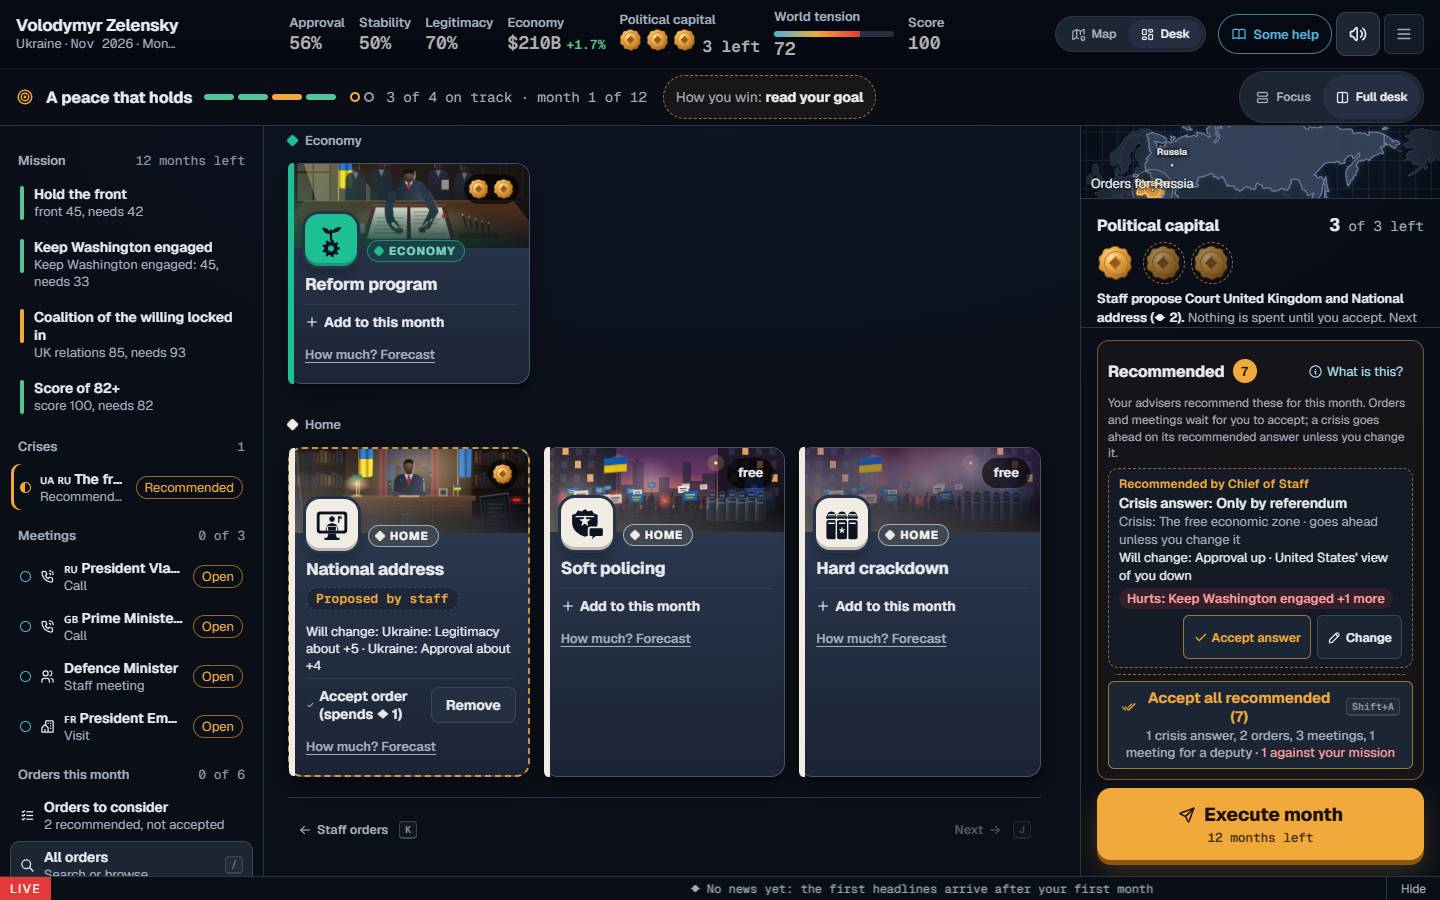 Volodymyr Zelensky
Ukraine · Nov 2026 · Mon…
Approval
56%
Stability
50%
Legitimacy
70%
Economy
$210B +1.7%
Political capital
3 left
World tension
72
Score
100
Map
Desk
Some help
A peace that holds
3 of 4 on track · month 1 of 12
How you win: read your goal
Focus
Full desk
Mission
12 months left
Hold the front
front 45, needs 42
Keep Washington engaged
Keep Washington engaged: 45,
needs 33
Coalition of the willing locked
in
UK relations 85, needs 93
Score of 82+
score 100, needs 82
Crises
1
UA RU The fr…
Recommend…
Recommended
Meetings
0 of 3
RU President Vla…
Call
Open
GB Prime Ministe…
Call
Open
Defence Minister
Staff meeting
Open
FR President Em…
Visit
Open
Orders this month
0 of 6
Orders to consider
2 recommended, not accepted
All orders
Search or browse
/
Economy
ECONOMY
Reform program
Add to this month
How much? Forecast
Home
HOME
National address
Proposed by staff
Will change: Ukraine: Legitimacy
about +5 · Ukraine: Approval about
+4
Accept order
(spends ◆ 1)
Remove
How much? Forecast
free
HOME
Soft policing
Add to this month
How much? Forecast
free
HOME
Hard crackdown
Add to this month
How much? Forecast
← Staff orders
K
Next →
J
Russia
Orders for Russia
Political capital
3 of 3 left
Staff propose Court United Kingdom and National
address (◆ 2). Nothing is spent until you accept. Next
Recommended
7
What is this?
Your advisers recommend these for this month. Orders
and meetings wait for you to accept; a crisis goes
ahead on its recommended answer unless you change
it.
Recommended by Chief of Staff
Crisis answer: Only by referendum
Crisis: The free economic zone · goes ahead
unless you change it
Will change: Approval up · United States' view
of you down
Hurts: Keep Washington engaged +1 more
Accept answer
Change
Accept all recommended
(7)
Shift+A
1 crisis answer, 2 orders, 3 meetings, 1
meeting for a deputy · 1 against your mission
Execute month
12 months left
LIVE
◆ No news yet: the first headlines arrive after your first month
Hide